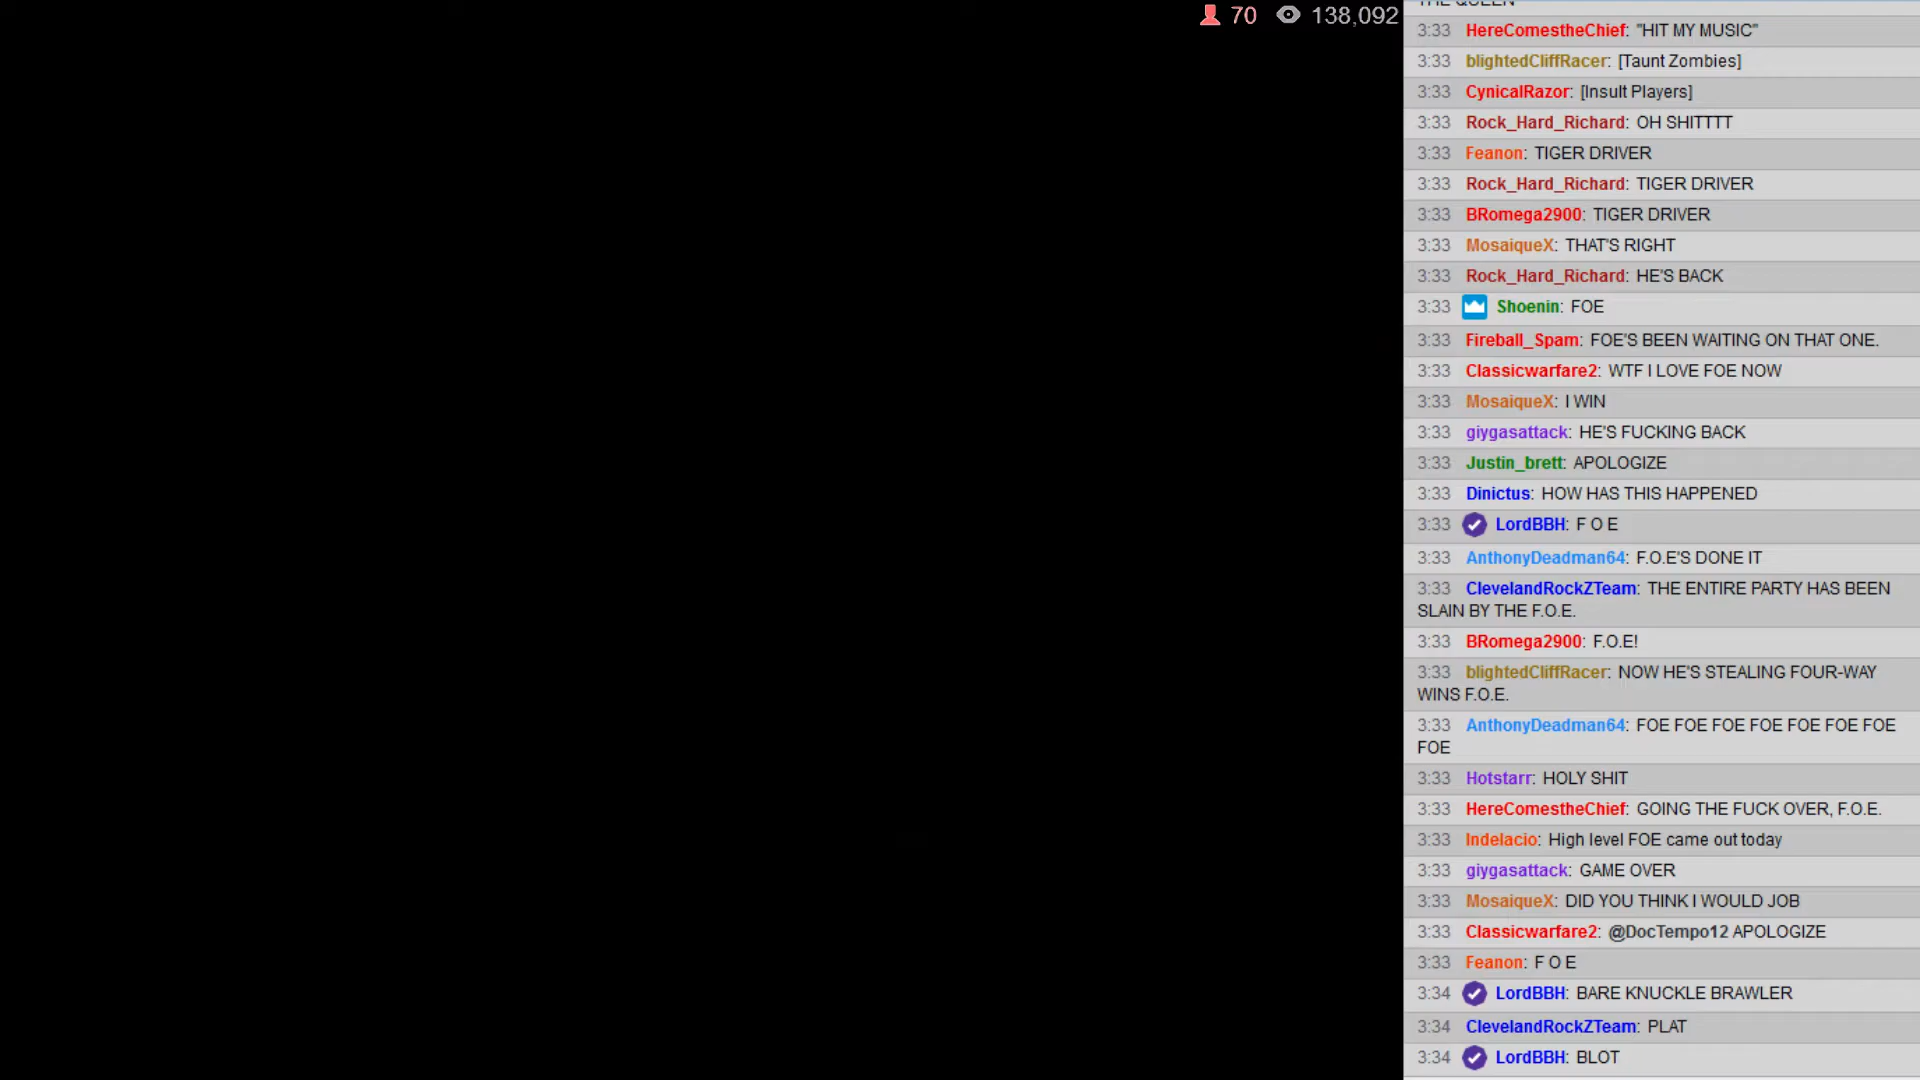 70 138,092
THE QUEEN
3:33 HereComestheChief: "HIT MY MUSIC"
3:33 blightedCliffRacer: [Taunt Zombies]
3:33 CynicalRazor: [Insult Players]
3:33 Rock_Hard_Richard: OH SHITTTT
3:33 Feanon: TIGER DRIVER
3:33 Rock_Hard_Richard: TIGER DRIVER
3:33 BRomega2900: TIGER DRIVER
3:33 MosaiqueX: THAT'S RIGHT
3:33 Rock_Hard_Richard: HE'S BACK
3:33 Shoenin: FOE
3:33 Fireball_Spam: FOE'S BEEN WAITING ON THAT ONE.
3:33 Classicwarfare2: WTF I LOVE FOE NOW
3:33 MosaiqueX: I WIN
3:33 giygasattack: HE'S FUCKING BACK
3:33 Justin_brett: APOLOGIZE
3:33 Dinictus: HOW HAS THIS HAPPENED
3:33 LordBBH: F O E
3:33 AnthonyDeadman64: F.O.E'S DONE IT
3:33 ClevelandRockZTeam: THE ENTIRE PARTY HAS BEEN
SLAIN BY THE F.O.E.
3:33 BRomega2900: F.O.E!
3:33 blightedCliffRacer: NOW HE'S STEALING FOUR-WAY
WINS F.O.E.
3:33 AnthonyDeadman64: FOE FOE FOE FOE FOE FOE FOE
FOE
3:33 Hotstarr: HOLY SHIT
3:33 HereComestheChief: GOING THE FUCK OVER, F.O.E.
3:33 Indelacio: High level FOE came out today
3:33 giygasattack: GAME OVER
3:33 MosaiqueX: DID YOU THINK I WOULD JOB
3:33 Classicwarfare2: @DocTempo12 APOLOGIZE
3:33 Feanon: F O E
3:34 LordBBH: BARE KNUCKLE BRAWLER
3:34 ClevelandRockZTeam: PLAT
3:34 LordBBH: BLOT